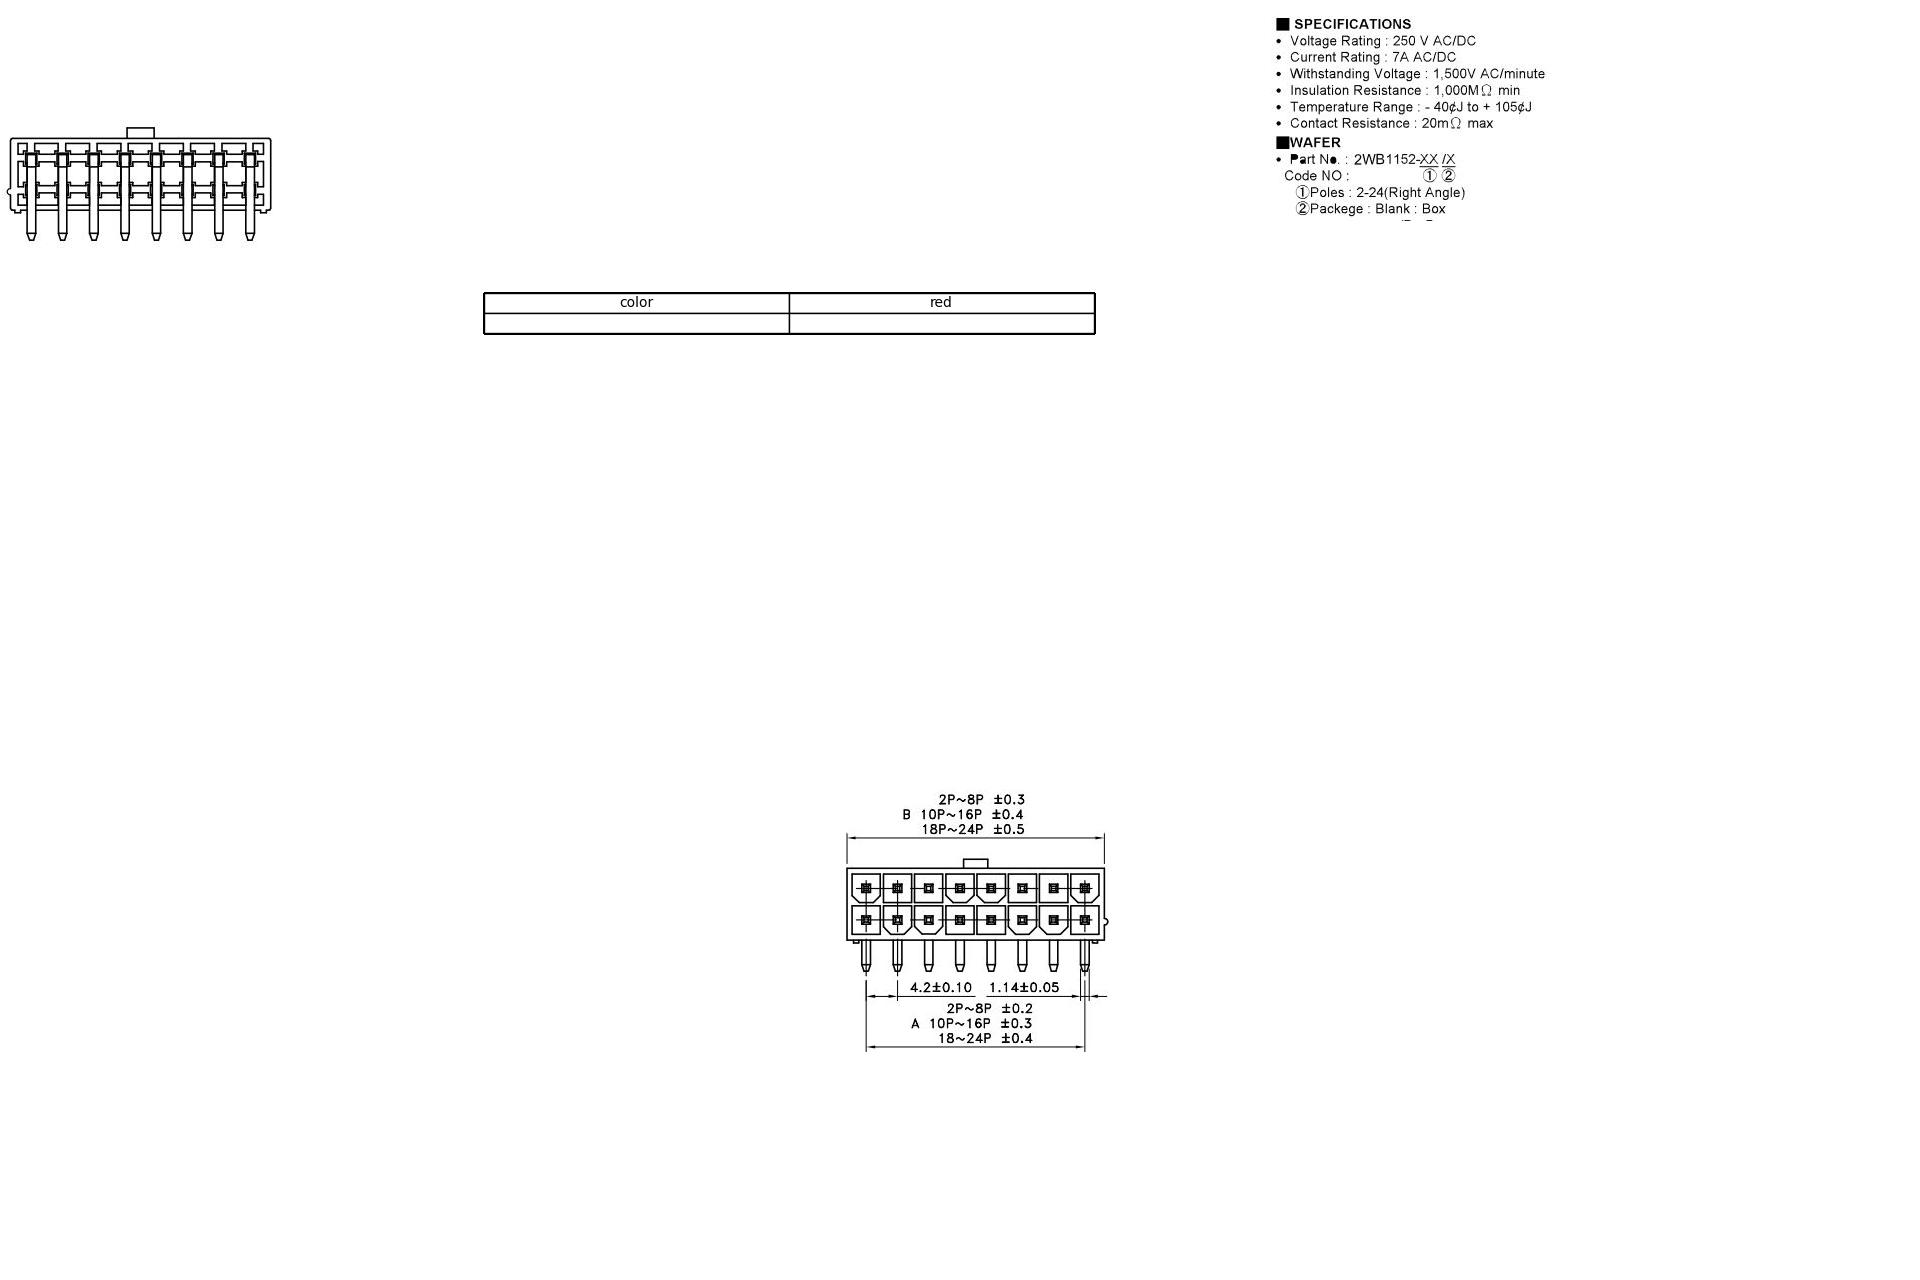 ■ SPECIFICATIONS
• Voltage Rating : 250 V AC/DC
• Current Rating : 7A AC/DC
• Withstanding Voltage : 1,500V AC/minute
• Insulation Resistance : 1,000MΩ min
• Temperature Range : - 40¢J to + 105¢J
• Contact Resistance : 20mΩ max
■WAFER
• Part No. : 2WB1152-XX /X
Code NO : ① ②
①Poles : 2-24(Right Angle)
②Packege : Blank : Box
color red
2P~8P ±0.3
B 10P~16P ±0.4
18P~24P ±0.5
4.2±0.10 1.14±0.05
2P~8P ±0.2
A 10P~16P ±0.3
18~24P ±0.4